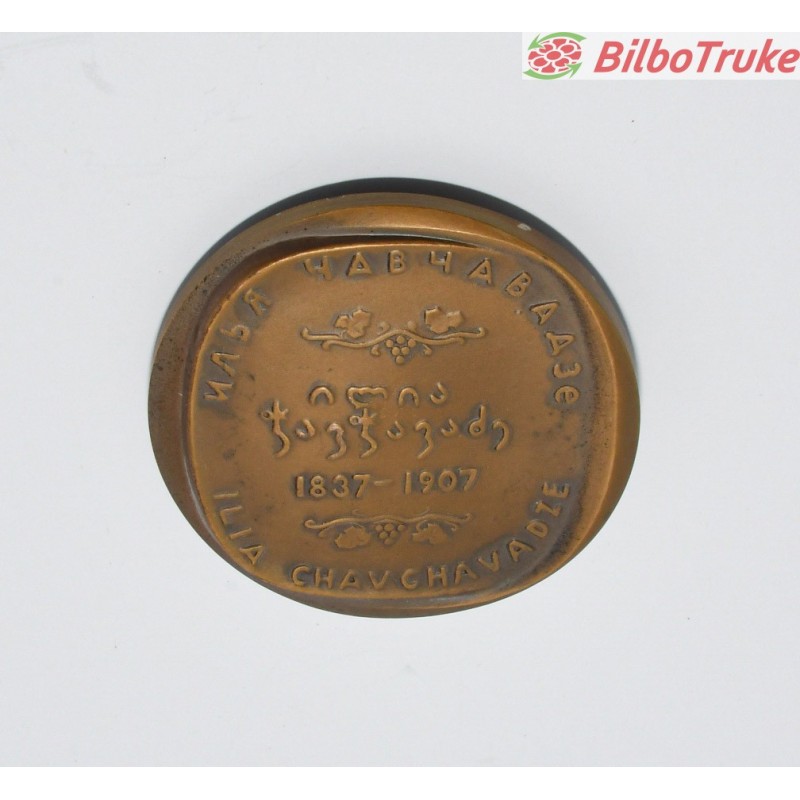 BilboTruke
ИЛЬЯ ЧАВЧАВАДЗЕ
ილია
ჭავჭავაძე
1837-1907
ILIA CHAVCHAVADZE